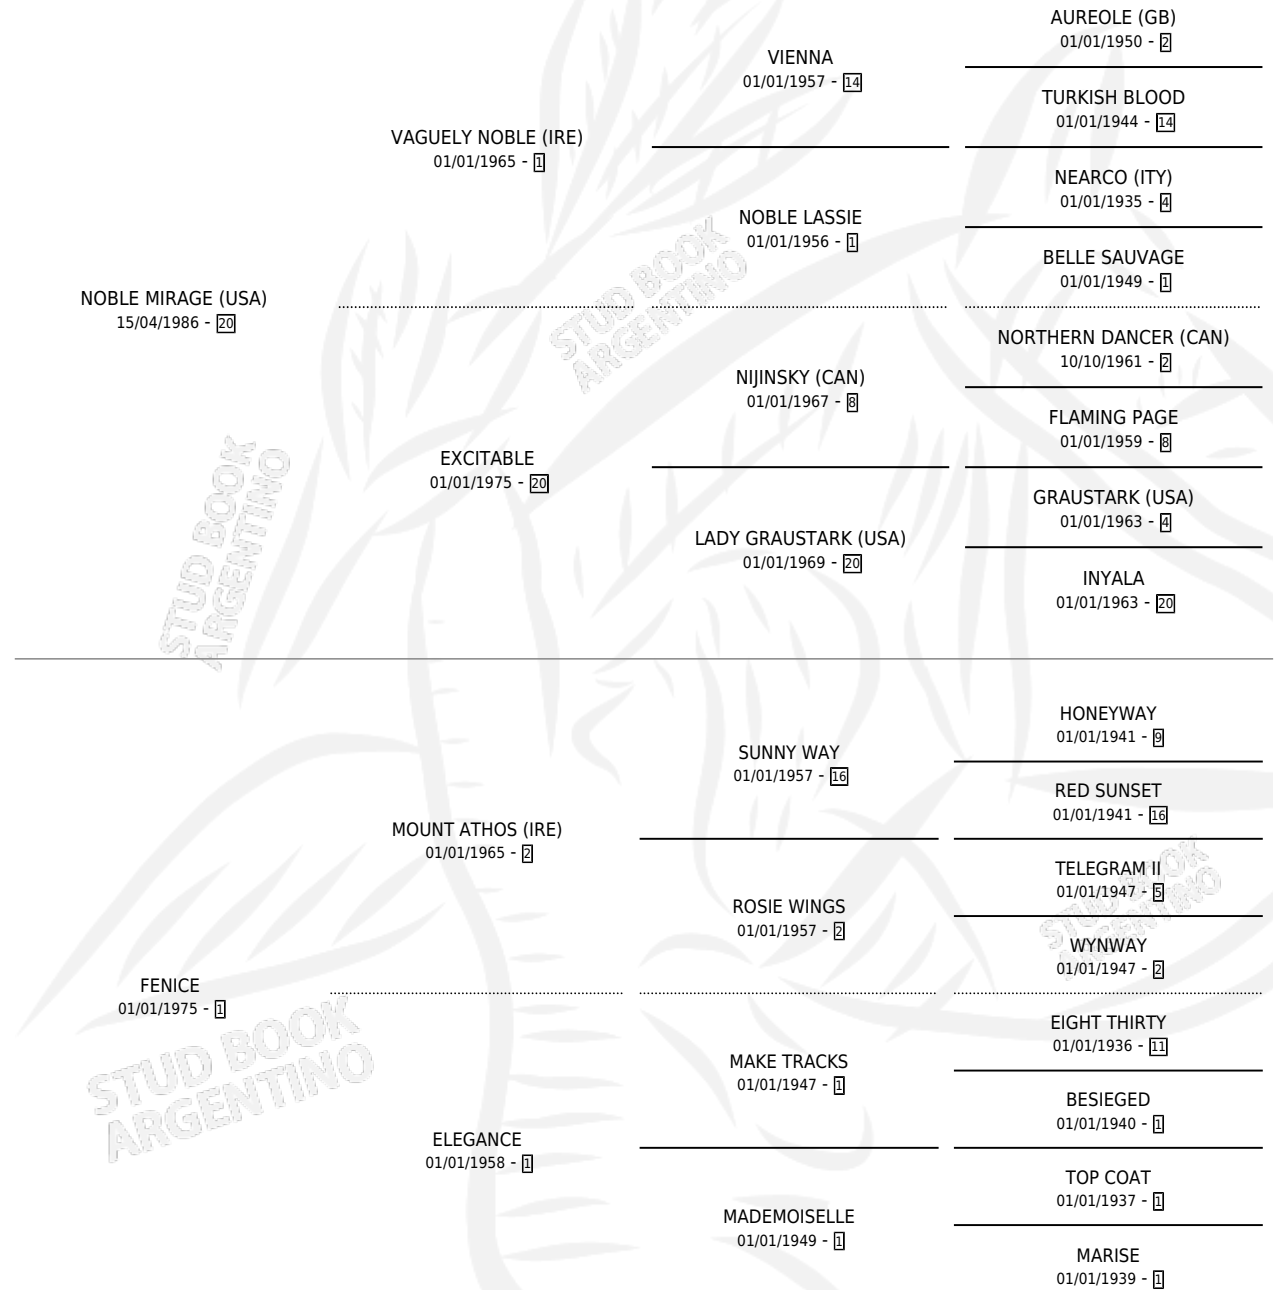 AUREOLE (GB)
01/01/1950 - 2
VIENNA
01/01/1957 - 14
TURKISH BLOOD
01/01/1944 - 14
VAGUELY NOBLE (IRE)
01/01/1965 - 1
NEARCO (ITY)
01/01/1935 - 4
NOBLE LASSIE
01/01/1956 - 1
BELLE SAUVAGE
01/01/1949 - 1
NOBLE MIRAGE (USA)
15/04/1986 - 20
NORTHERN DANCER (CAN)
10/10/1961 - 2
NIJINSKY (CAN)
01/01/1967 - 8
FLAMING PAGE
01/01/1959 - 8
EXCITABLE
01/01/1975 - 20
GRAUSTARK (USA)
01/01/1963 - 4
LADY GRAUSTARK (USA)
01/01/1969 - 20
INYALA
01/01/1963 - 20
HONEYWAY
01/01/1941 - 9
SUNNY WAY
01/01/1957 - 16
RED SUNSET
01/01/1941 - 16
MOUNT ATHOS (IRE)
01/01/1965 - 2
TELEGRAM II
01/01/1947 - 5
ROSIE WINGS
01/01/1957 - 2
WYNWAY
01/01/1947 - 2
FENICE
01/01/1975 - 1
EIGHT THIRTY
01/01/1936 - 11
MAKE TRACKS
01/01/1947 - 1
BESIEGED
01/01/1940 - 1
ELEGANCE
01/01/1958 - 1
TOP COAT
01/01/1937 - 1
MADEMOISELLE
01/01/1949 - 1
MARISE
01/01/1939 - 1
STUD BOOK
ARGENTINO
STUD BOOK
ARGENTINO
STUD BOOK
ARGENTINO
STUD BOOK
ARGENTINO